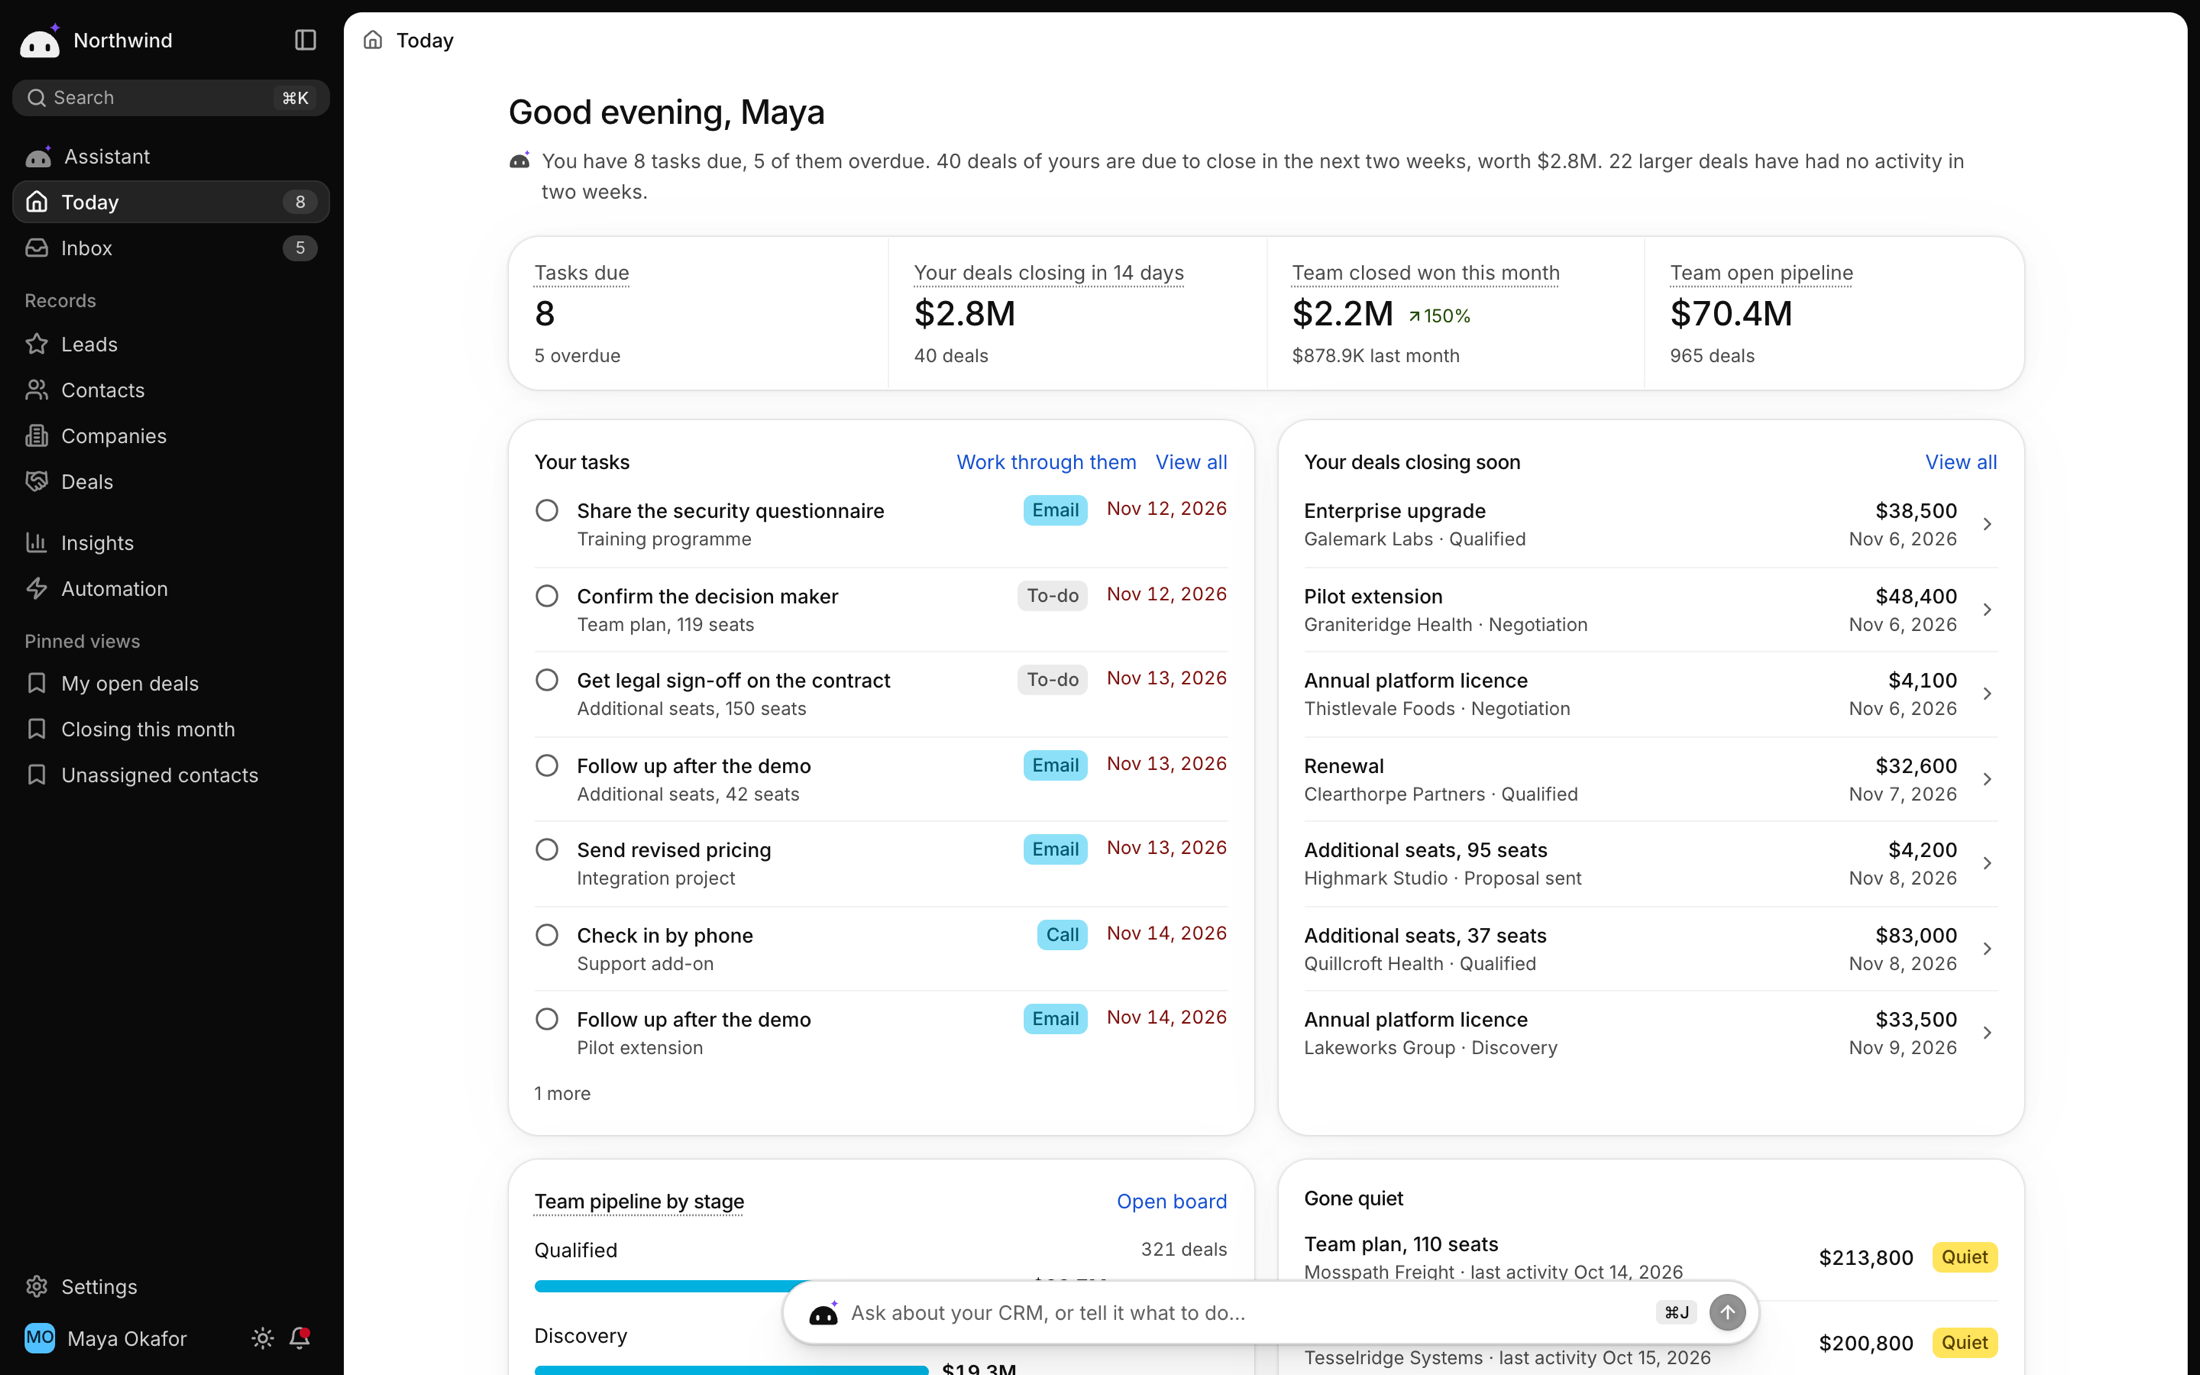 Northwind
Search
⌘K
Assistant
Today
8
Inbox
5
Records
Leads
Contacts
Companies
Deals
Insights
Automation
Pinned views
My open deals
Closing this month
Unassigned contacts
Settings
MO
Maya Okafor
Today
Good evening, Maya
You have 8 tasks due, 5 of them overdue. 40 deals of yours are due to close in the next two weeks, worth $2.8M. 22 larger deals have had no activity in
two weeks.
Tasks due
8
5 overdue
Your deals closing in 14 days
$2.8M
40 deals
Team closed won this month
$2.2M
150%
$878.9K last month
Team open pipeline
$70.4M
965 deals
Your tasks
Work through them
View all
Share the security questionnaire
Email
Nov 12, 2026
Training programme
Confirm the decision maker
To-do
Nov 12, 2026
Team plan, 119 seats
Get legal sign-off on the contract
To-do
Nov 13, 2026
Additional seats, 150 seats
Follow up after the demo
Email
Nov 13, 2026
Additional seats, 42 seats
Send revised pricing
Email
Nov 13, 2026
Integration project
Check in by phone
Call
Nov 14, 2026
Support add-on
Follow up after the demo
Email
Nov 14, 2026
Pilot extension
1 more
Your deals closing soon
View all
Enterprise upgrade
$38,500
Galemark Labs · Qualified
Nov 6, 2026
Pilot extension
$48,400
Graniteridge Health · Negotiation
Nov 6, 2026
Annual platform licence
$4,100
Thistlevale Foods · Negotiation
Nov 6, 2026
Renewal
$32,600
Clearthorpe Partners · Qualified
Nov 7, 2026
Additional seats, 95 seats
$4,200
Highmark Studio · Proposal sent
Nov 8, 2026
Additional seats, 37 seats
$83,000
Quillcroft Health · Qualified
Nov 8, 2026
Annual platform licence
$33,500
Lakeworks Group · Discovery
Nov 9, 2026
Team pipeline by stage
Open board
Qualified
321 deals
Discovery
$19.3M
Gone quiet
Team plan, 110 seats
Mosspath Freight · last activity Oct 14, 2026
$213,800
Quiet
$200,800
Quiet
Tesselridge Systems · last activity Oct 15, 2026
Ask about your CRM, or tell it what to do...
⌘J